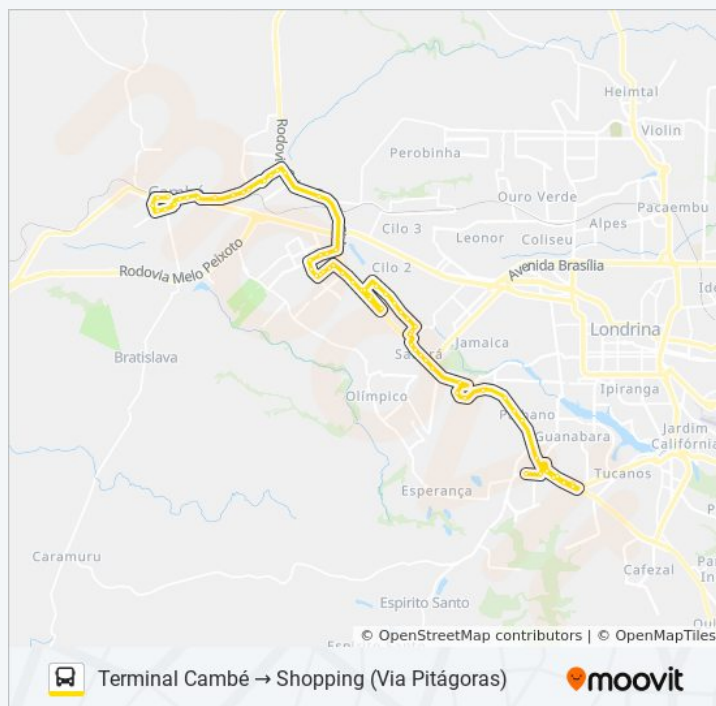 Heimtal
Violin
Perobinha
Ouro Verde
Pacaembu
Cilo 3
Alpes
Leonor
Coliseu
Rodovia Melo Peixoto
Cilo 2
Avenida Brasília
Londrina
Bratislava
Jamaica
Ipiranga
Olímpico
Guanabara
Jardim
Califórnia
Tucanos
Esperança
Caramuru
Cafezal
Espirito Santo
© OpenStreetMap contributors | © OpenMapTiles
Terminal Cambé → Shopping (Via Pitágoras)
moovit